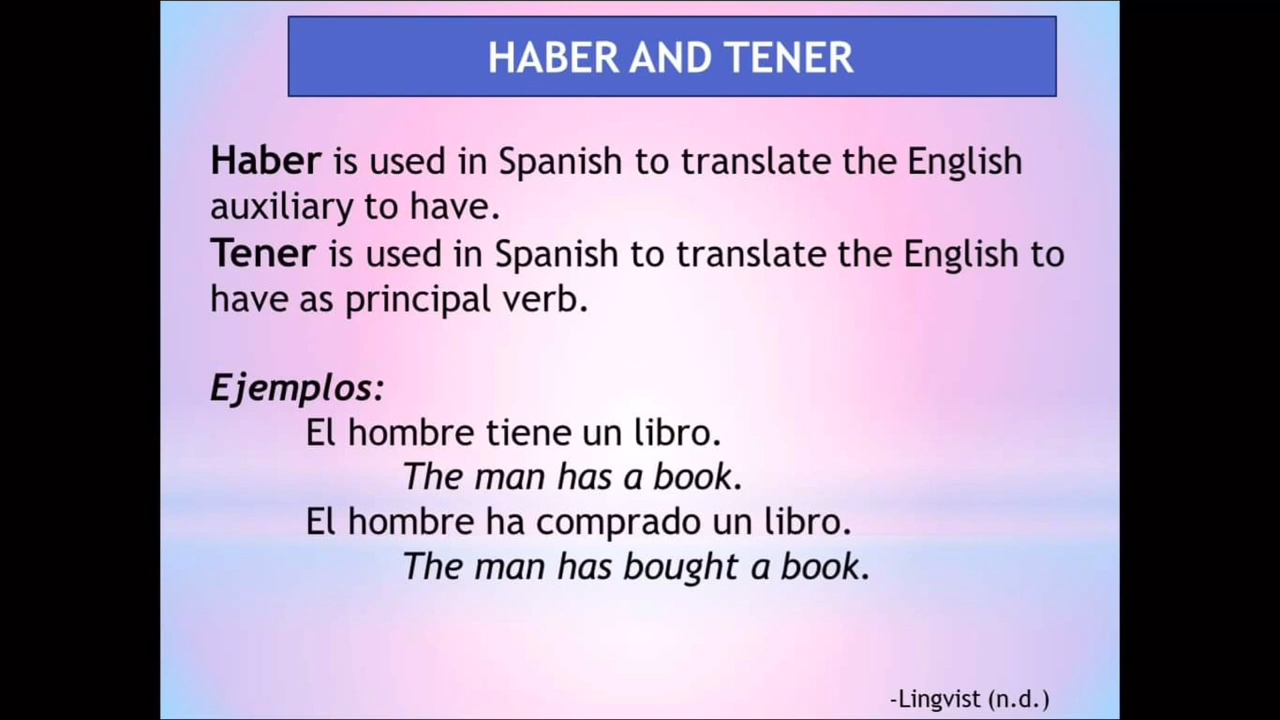 HABER AND TENER
Haber is used in Spanish to translate the English
auxiliary to have.
Tener is used in Spanish to translate the English to
have as principal verb.
Ejemplos:
El hombre tiene un libro.
The man has a book.
El hombre ha comprado un libro.
The man has bought a book.
-Lingvist (n.d.)